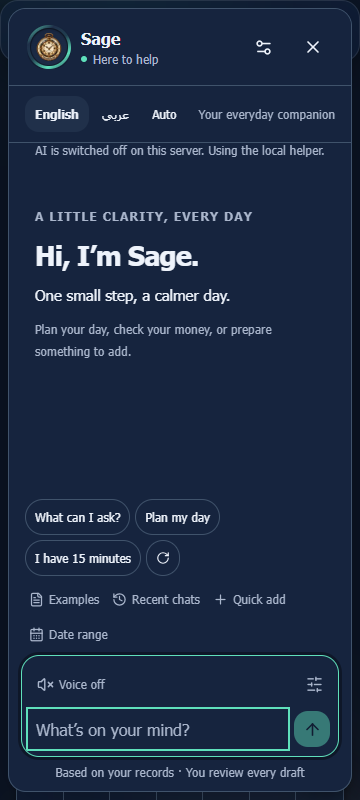 Sage
Here to help
English عربي Auto Your everyday companion
AI is switched off on this server. Using the local helper.
A LITTLE CLARITY, EVERY DAY
Hi, I’m Sage.
One small step, a calmer day.
Plan your day, check your money, or prepare
something to add.
What can I ask? Plan my day
I have 15 minutes
Examples Recent chats Quick add
Date range
Voice off
What’s on your mind?
Based on your records · You review every draft